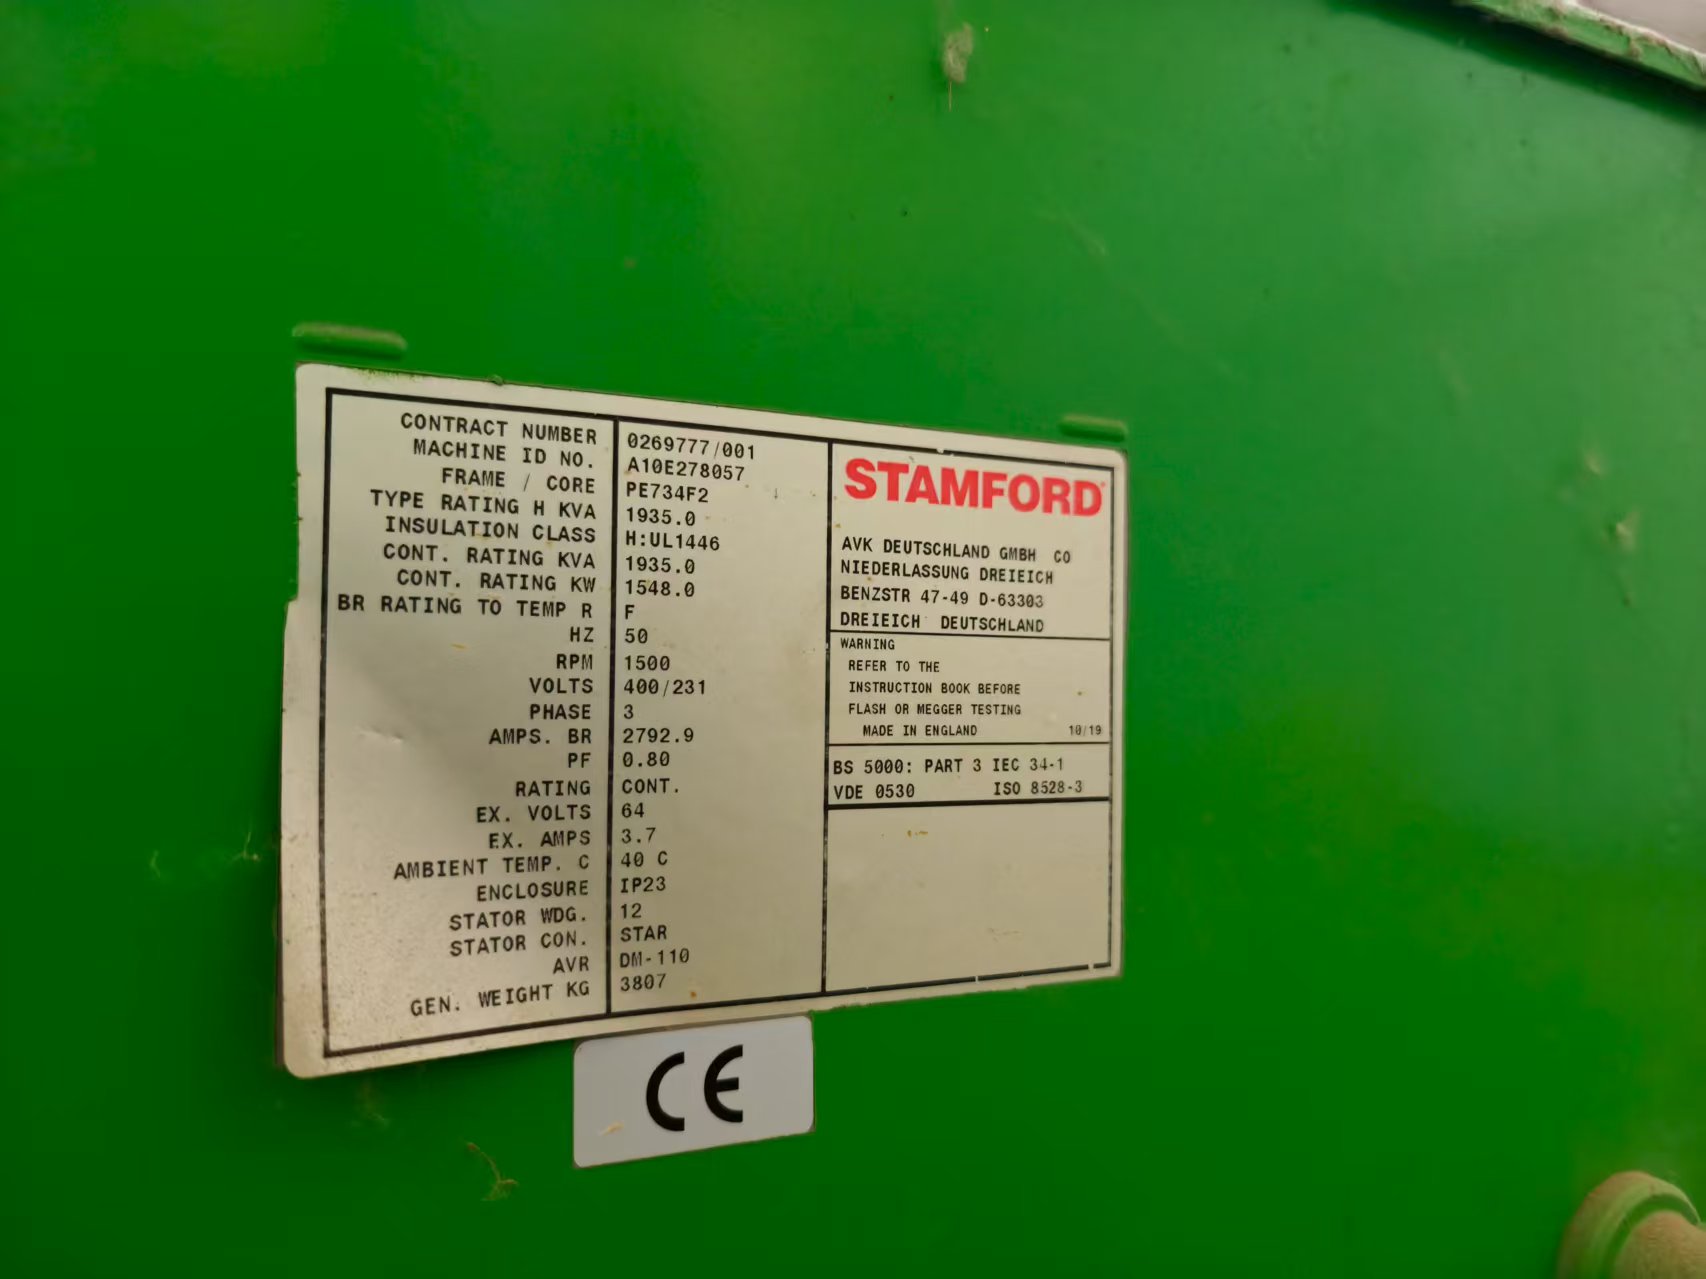 CONTRACT NUMBER 0269777/001
MACHINE ID NO. A10E278057
FRAME / CORE PE734F2
TYPE RATING H KVA 1935.0
INSULATION CLASS H:UL1446
CONT. RATING KVA 1935.0
CONT. RATING KW 1548.0
BR RATING TO TEMP R F
HZ 50
RPM 1500
VOLTS 400/231
PHASE 3
AMPS. BR 2792.9
PF 0.80
RATING CONT.
EX. VOLTS 64
EX. AMPS 3.7
AMBIENT TEMP. C 40 C
ENCLOSURE IP23
STATOR WDG. 12
STATOR CON. STAR
AVR DM-110
GEN. WEIGHT KG 3807
STAMFORD
AVK DEUTSCHLAND GMBH CO
NIEDERLASSUNG DREIEICH
BENZSTR 47-49 D-63303
DREIEICH DEUTSCHLAND
WARNING
REFER TO THE
INSTRUCTION BOOK BEFORE
FLASH OR MEGGER TESTING
MADE IN ENGLAND 10/19
BS 5000: PART 3 IEC 34-1
VDE 0530 ISO 8528-3
CE